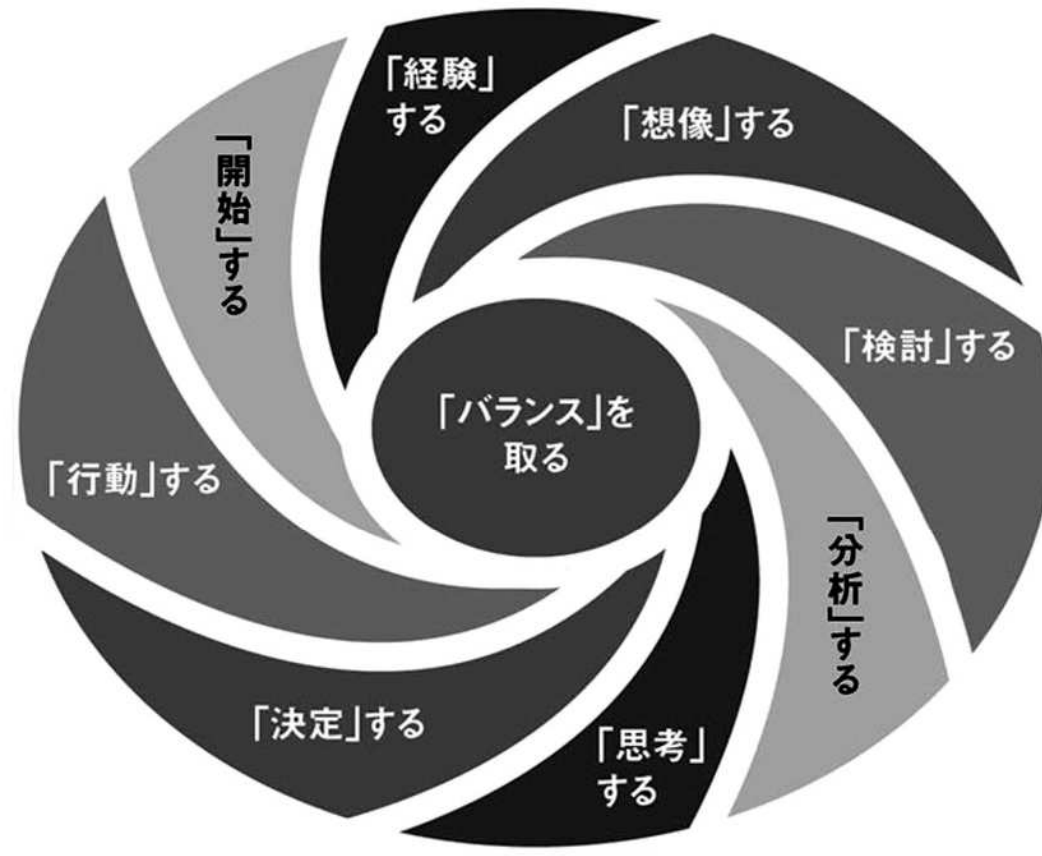 「経験」
する
「想像」する
「検討」する
「分析」する
「思考」
する
「決定」する
「行動」する
「開始」する
「バランス」を
取る